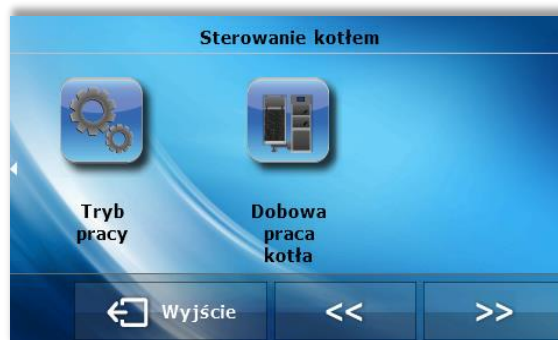 Sterowanie kotłem
Tryb
pracy
Dobowa
praca
kotła
Wyjście
<<
>>